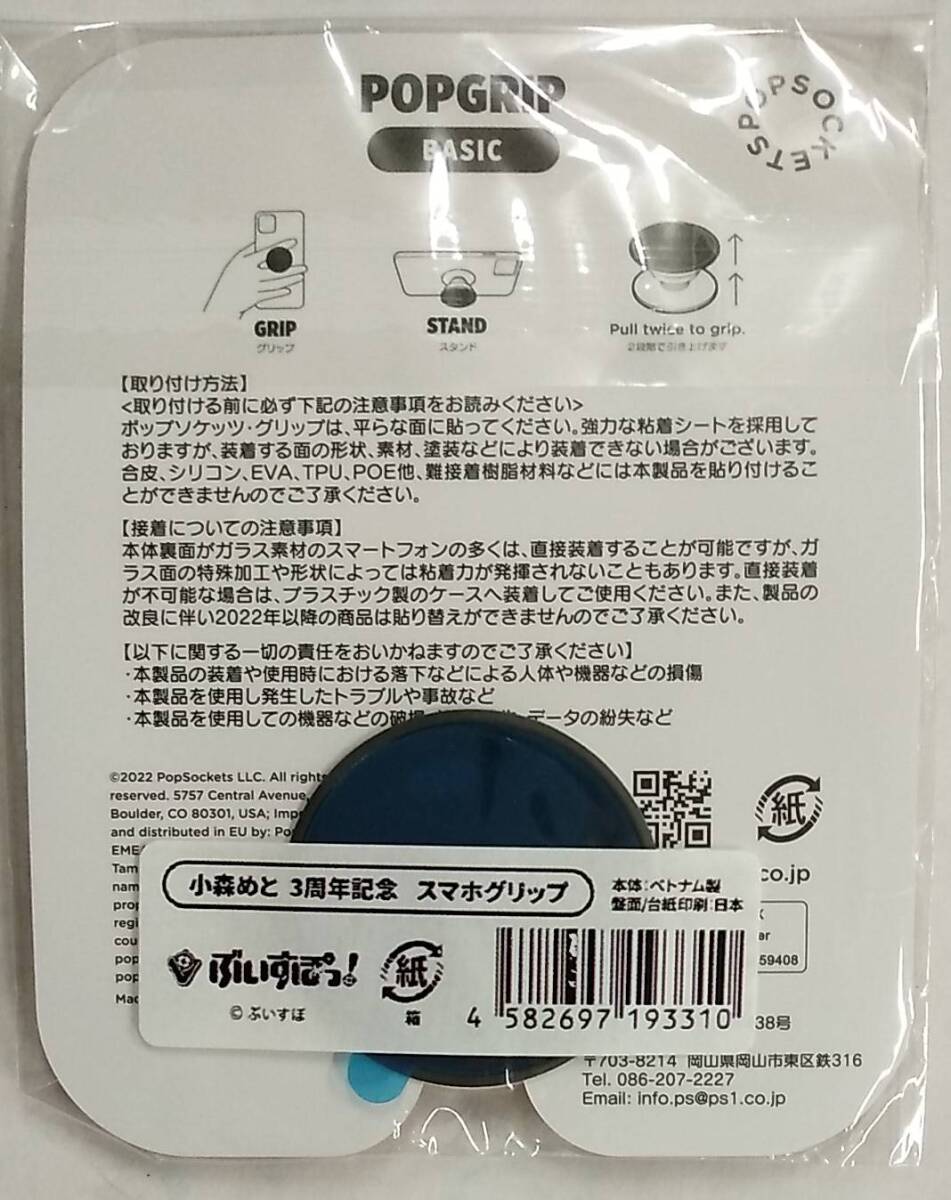 POPGRIP
BASIC
POPSOCKETS
GRIP
グリップ
STAND
スタンド
Pull twice to grip.
2段階で引き上げます
【取り付け方法】
<取り付ける前に必ず下記の注意事項をお読みください>
ポップソケッツ・グリップは、平らな面に貼ってください。強力な粘着シートを採用して
おりますが、装着する面の形状、素材、塗装などにより装着できない場合がございます。
合皮、シリコン、EVA、TPU、POE他、難接着樹脂材料などには本製品を貼り付けるこ
とができませんのでご了承ください。
【接着についての注意事項】
本体裏面がガラス素材のスマートフォンの多くは、直接装着することが可能ですが、ガ
ラス面の特殊加工や形状によっては粘着力が発揮されないこともあります。直接装着
が不可能な場合は、プラスチック製のケースへ装着してご使用ください。また、製品の
改良に伴い2022年以降の商品は貼り替えができませんのでご了承ください。
【以下に関する一切の責任をおいかねますのでご了承ください】
・本製品の装着や使用時における落下などによる人体や機器などの損傷
・本製品を使用し発生したトラブルや事故など
・本製品を使用しての機器などの破損 データの紛失など
©2022 PopSockets LLC. All rights
reserved. 5757 Central Avenue,
Boulder, CO 80301, USA; Imp
and distributed in EU by: Po
EME
Tam
nam
prop
regi
cou
pop
pop
Mad
紙
co.jp
X
er
59408
38号
小森めと 3周年記念 スマホグリップ
本体:ベトナム製
盤面/台紙印刷:日本
ぶいすぽっ!
© ぶいすぽ
紙
箱
4 582697 193310
〒703-8214 岡山県岡山市東区鉄316
Tel. 086-207-2227
Email: info.ps@ps1.co.jp